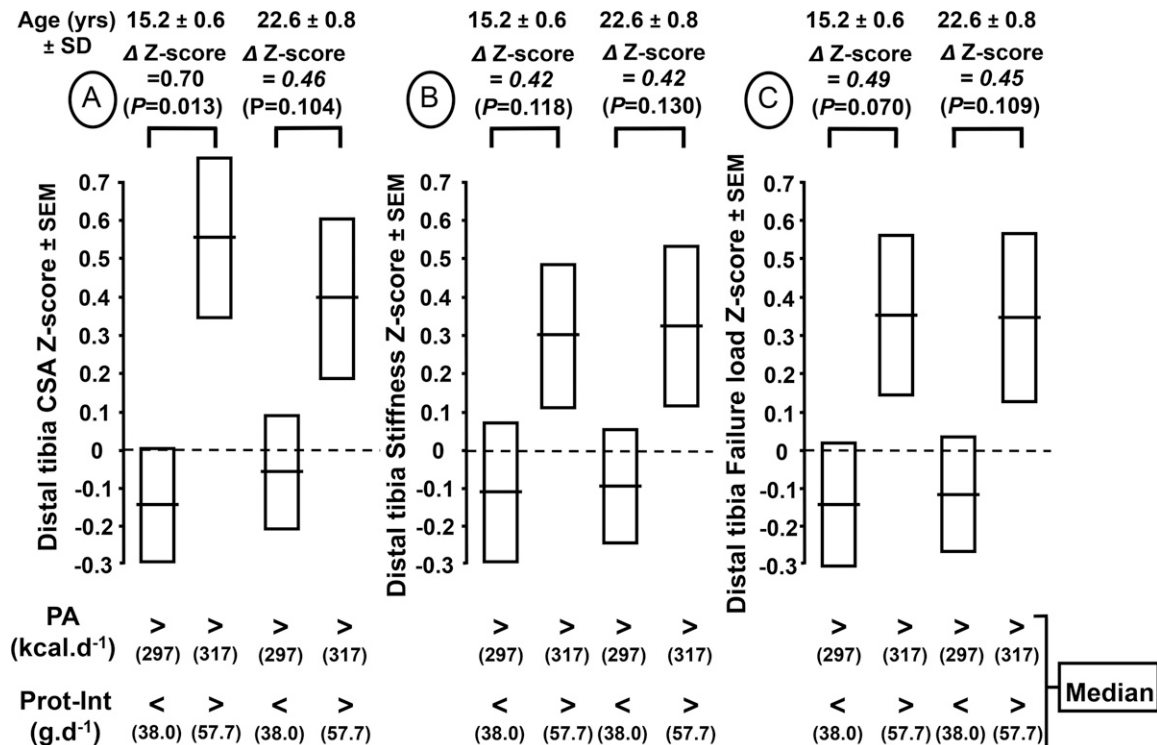 Age (yrs) 15.2 ± 0.6 22.6 ± 0.8 15.2 ± 0.6 22.6 ± 0.8 15.2 ± 0.6 22.6 ± 0.8
± SD
Δ Z-score Δ Z-score Δ Z-score Δ Z-score Δ Z-score Δ Z-score
=0.70 = 0.46 = 0.42 = 0.42 = 0.49 = 0.45
A (P=0.013) (P=0.104) B (P=0.118) (P=0.130) C (P=0.070) (P=0.109)
Distal tibia CSA Z-score ± SEM
0.7
0.6
0.5
0.4
0.3
0.2
0.1
0
-0.1
-0.2
-0.3
Distal tibia Stiffness Z-score ± SEM
0.7
0.6
0.5
0.4
0.3
0.2
0.1
0
-0.1
-0.2
-0.3
Distal tibia Failure load Z-score ± SEM
0.7
0.6
0.5
0.4
0.3
0.2
0.1
0
-0.1
-0.2
-0.3
PA > > > > > > > > > > > >
(kcal.d-1) (297) (317) (297) (317) (297) (317) (297) (317) (297) (317) (297) (317)
Prot-Int < > < > < > < > < > < >
(g.d-1) (38.0) (57.7) (38.0) (57.7) (38.0) (57.7) (38.0) (57.7) (38.0) (57.7) (38.0) (57.7)
Median